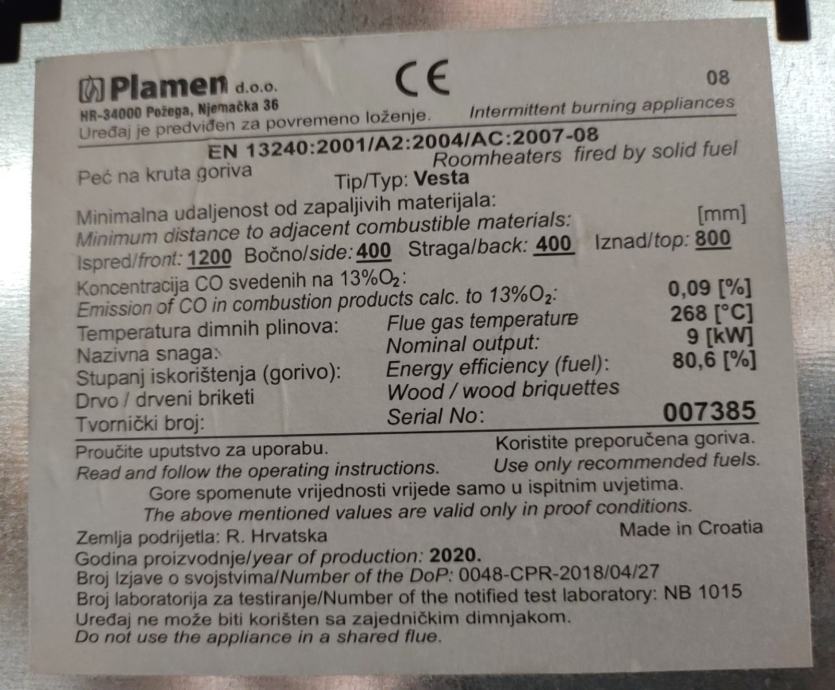 Plamen d.o.o.
CE
08
HR-34000 Požega, Njemačka 36
Uređaj je predviđen za povremeno loženje. Intermittent burning appliances
EN 13240:2001/A2:2004/AC:2007-08
Peć na kruta goriva Roomheaters fired by solid fuel
Tip/Typ: Vesta
Minimalna udaljenost od zapaljivih materijala:
Minimum distance to adjacent combustible materials: [mm]
Ispred/front: 1200 Bočno/side: 400 Straga/back: 400 Iznad/top: 800
Koncentracija CO svedenih na 13%O₂:
Emission of CO in combustion products calc. to 13%O₂: 0,09 [%]
Temperatura dimnih plinova: Flue gas temperature 268 [°C]
Nazivna snaga: Nominal output: 9 [kW]
Stupanj iskorištenja (gorivo): Energy efficiency (fuel): 80,6 [%]
Drvo / drveni briketi Wood / wood briquettes
Tvornički broj: Serial No: 007385
Proučite uputstvo za uporabu. Koristite preporučena goriva.
Read and follow the operating instructions. Use only recommended fuels.
Gore spomenute vrijednosti vrijede samo u ispitnim uvjetima.
The above mentioned values are valid only in proof conditions.
Zemlja podrijetla: R. Hrvatska Made in Croatia
Godina proizvodnje/year of production: 2020.
Broj Izjave o svojstvima/Number of the DoP: 0048-CPR-2018/04/27
Broj laboratorija za testiranje/Number of the notified test laboratory: NB 1015
Uređaj ne može biti korišten sa zajedničkim dimnjakom.
Do not use the appliance in a shared flue.